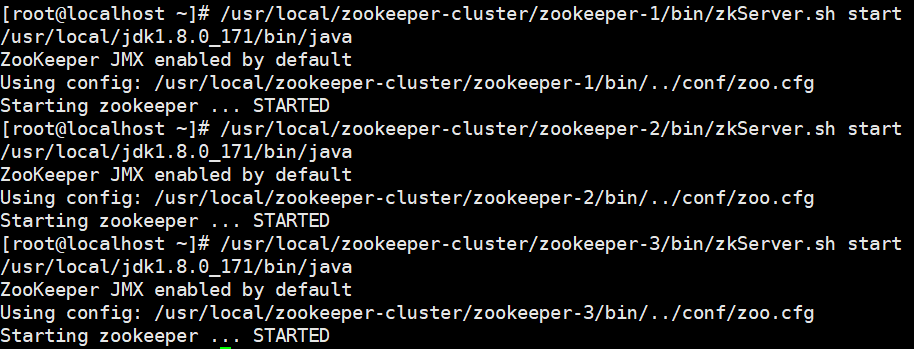 [root@localhost ~]# /usr/local/zookeeper-cluster/zookeeper-1/bin/zkServer.sh start
/usr/local/jdk1.8.0_171/bin/java
ZooKeeper JMX enabled by default
Using config: /usr/local/zookeeper-cluster/zookeeper-1/bin/../conf/zoo.cfg
Starting zookeeper ... STARTED
[root@localhost ~]# /usr/local/zookeeper-cluster/zookeeper-2/bin/zkServer.sh start
/usr/local/jdk1.8.0_171/bin/java
ZooKeeper JMX enabled by default
Using config: /usr/local/zookeeper-cluster/zookeeper-2/bin/../conf/zoo.cfg
Starting zookeeper ... STARTED
[root@localhost ~]# /usr/local/zookeeper-cluster/zookeeper-3/bin/zkServer.sh start
/usr/local/jdk1.8.0_171/bin/java
ZooKeeper JMX enabled by default
Using config: /usr/local/zookeeper-cluster/zookeeper-3/bin/../conf/zoo.cfg
Starting zookeeper ... STARTED